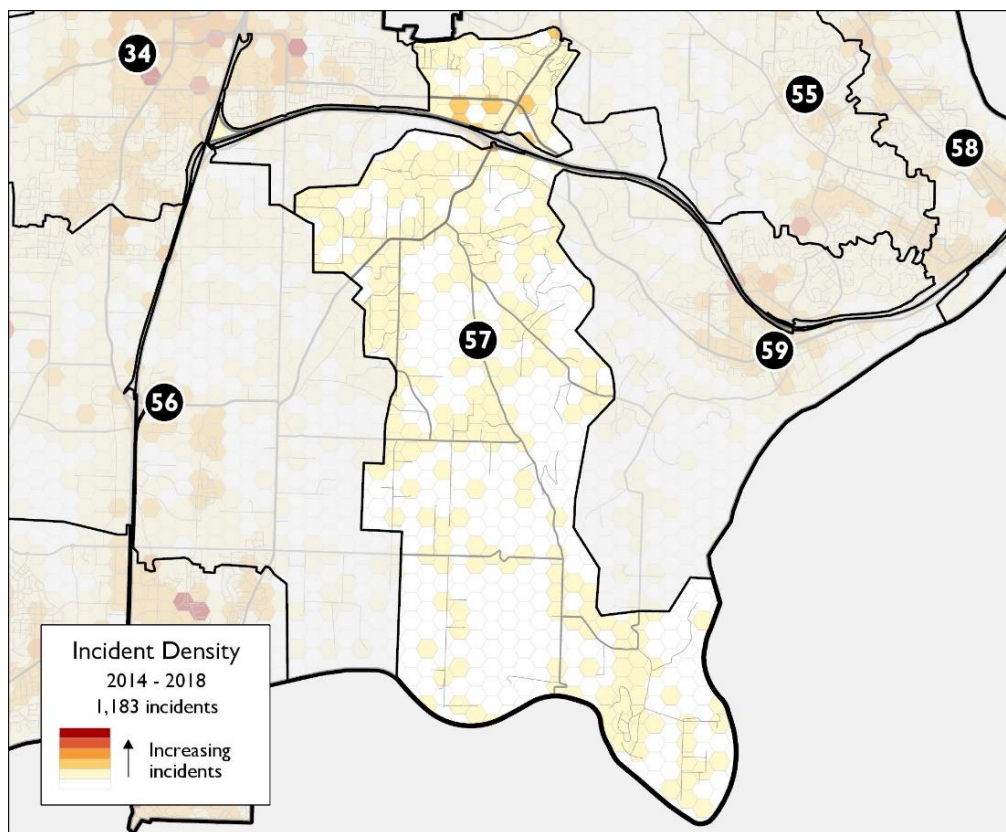 34
55
58
57
59
56
Incident Density
2014 - 2018
1,183 incidents
Increasing
incidents